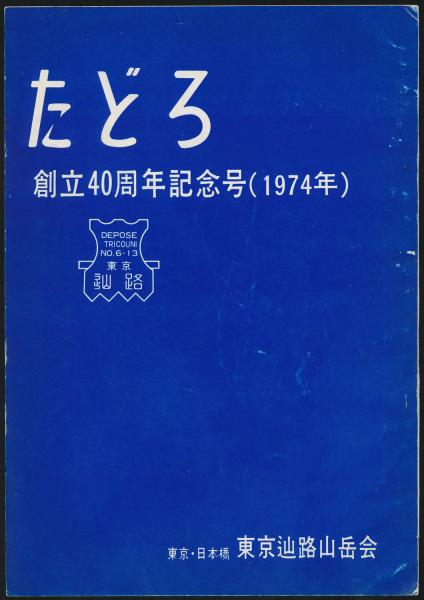 たどろ
創立40周年記念号(1974年)
DEPOSE
TRICOUNI
NO.6-13
東京
辿路
東京・日本橋 東京辿路山岳会